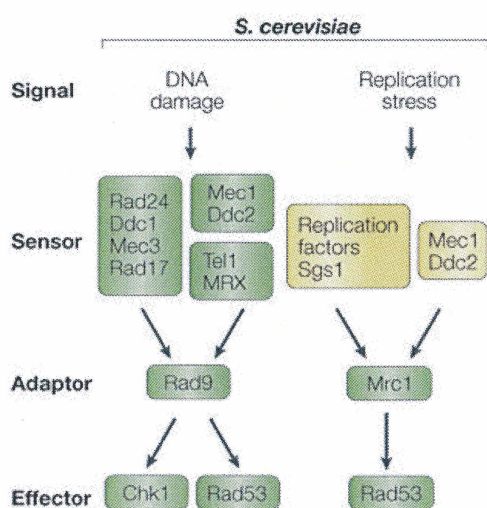 S. cerevisiae
Signal
DNA
damage
Replication
stress
Sensor
Rad24
Ddc1
Mec3
Rad17
Mec1
Ddc2
Tel1
MRX
Replication
factors
Sgs1
Mec1
Ddc2
Adaptor
Rad9
Mrc1
Effector
Chk1
Rad53
Rad53